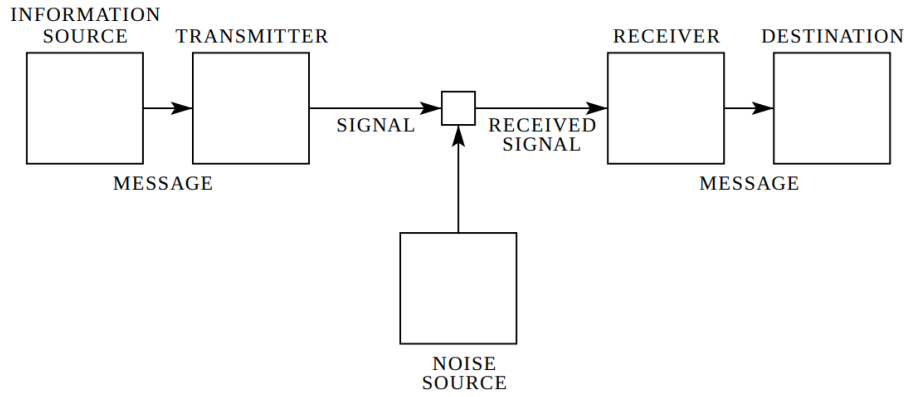 INFORMATION
SOURCE
TRANSMITTER
RECEIVER
DESTINATION
SIGNAL
RECEIVED
SIGNAL
MESSAGE
MESSAGE
NOISE
SOURCE